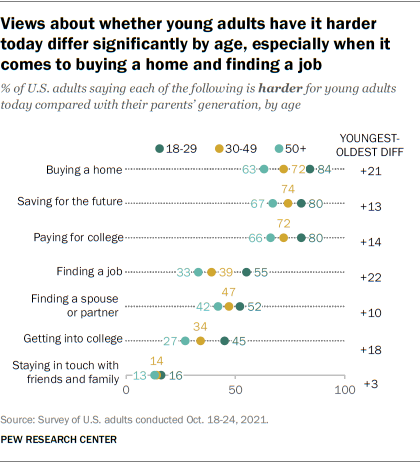 Views about whether young adults have it harder
today differ significantly by age, especially when it
comes to buying a home and finding a job
% of U.S. adults saying each of the following is harder for young adults
today compared with their parents' generation, by age
YOUNGEST-
OLDEST DIFF
18-29 30-49 50+
Buying a home 63 72 84 +21
74
Saving for the future 67 80 +13
72
Paying for college 66 80 +14
Finding a job 33 39 55 +22
47
Finding a spouse
or partner 42 52 +10
34
Getting into college 27 45 +18
14
Staying in touch with
friends and family 13 16 +3
0 50 100
Source: Survey of U.S. adults conducted Oct. 18-24, 2021.
PEW RESEARCH CENTER